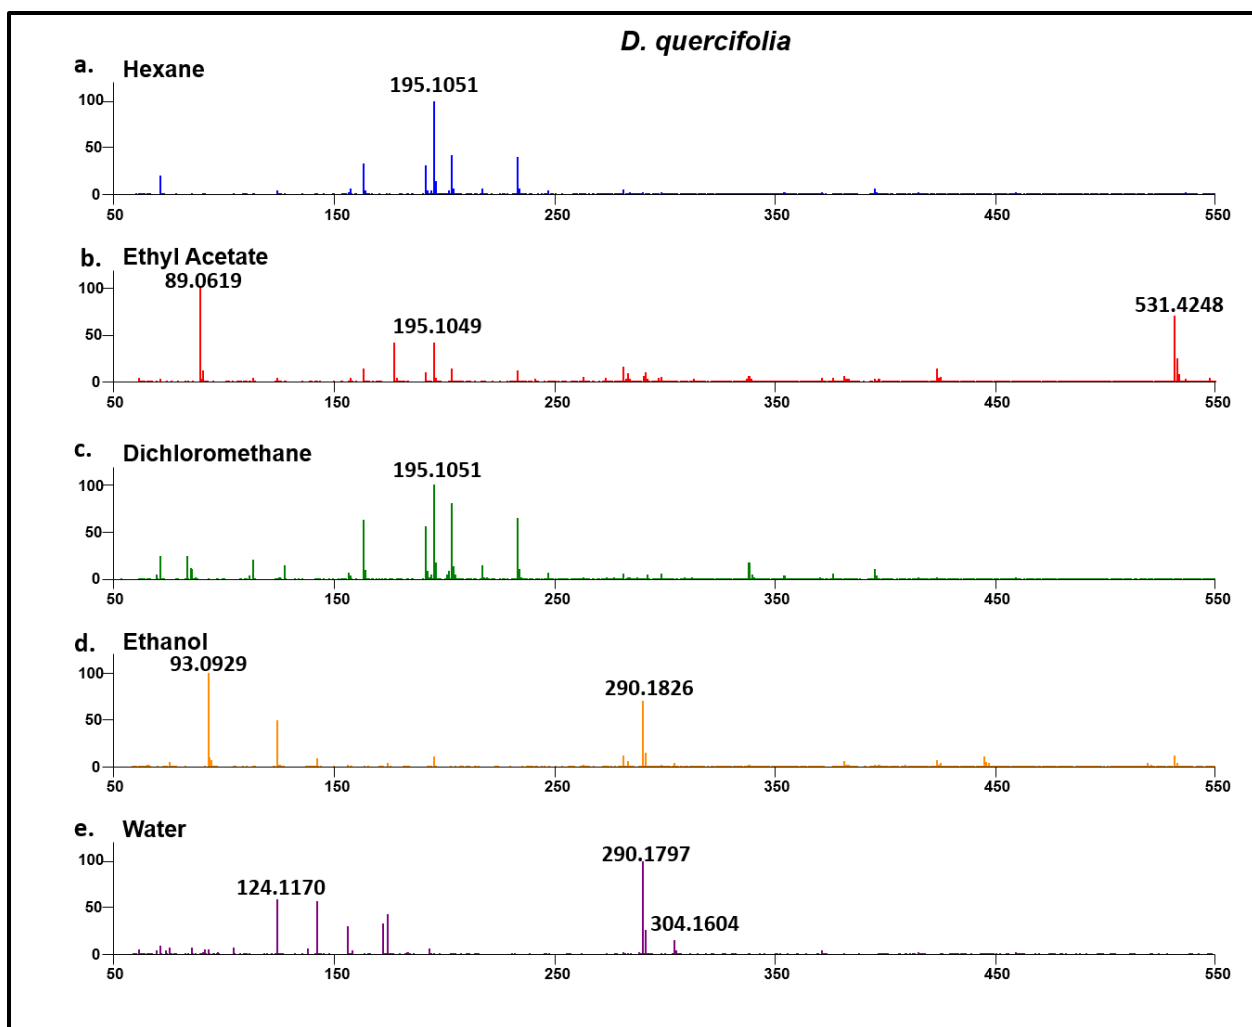 D. quercifolia
a. Hexane
195.1051
100
50
0
50 150 250 350 450 550
b. Ethyl Acetate
89.0619
195.1049
531.4248
100
50
0
50 150 250 350 450 550
c. Dichloromethane
195.1051
100
50
0
50 150 250 350 450 550
d. Ethanol
93.0929
290.1826
100
50
0
50 150 250 350 450 550
e. Water
290.1797
124.1170
304.1604
100
50
0
50 150 250 350 450 550